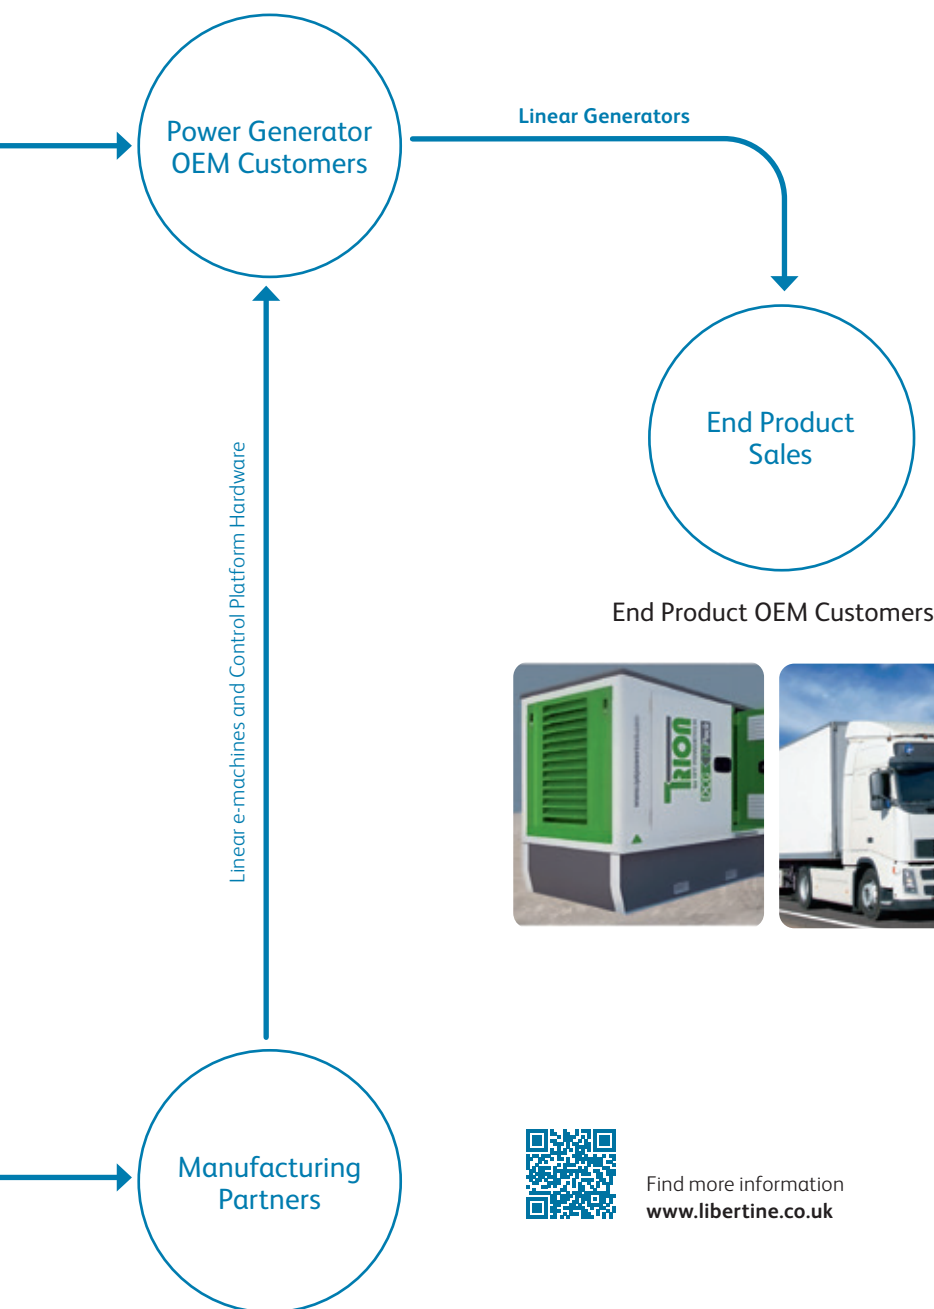 Linear Generators
Power Generator
OEM Customers
End Product
Sales
Linear e-machines and Control Platform Hardware
End Product OEM Customers
TRION
Manufacturing
Partners
Find more information
www.libertine.co.uk